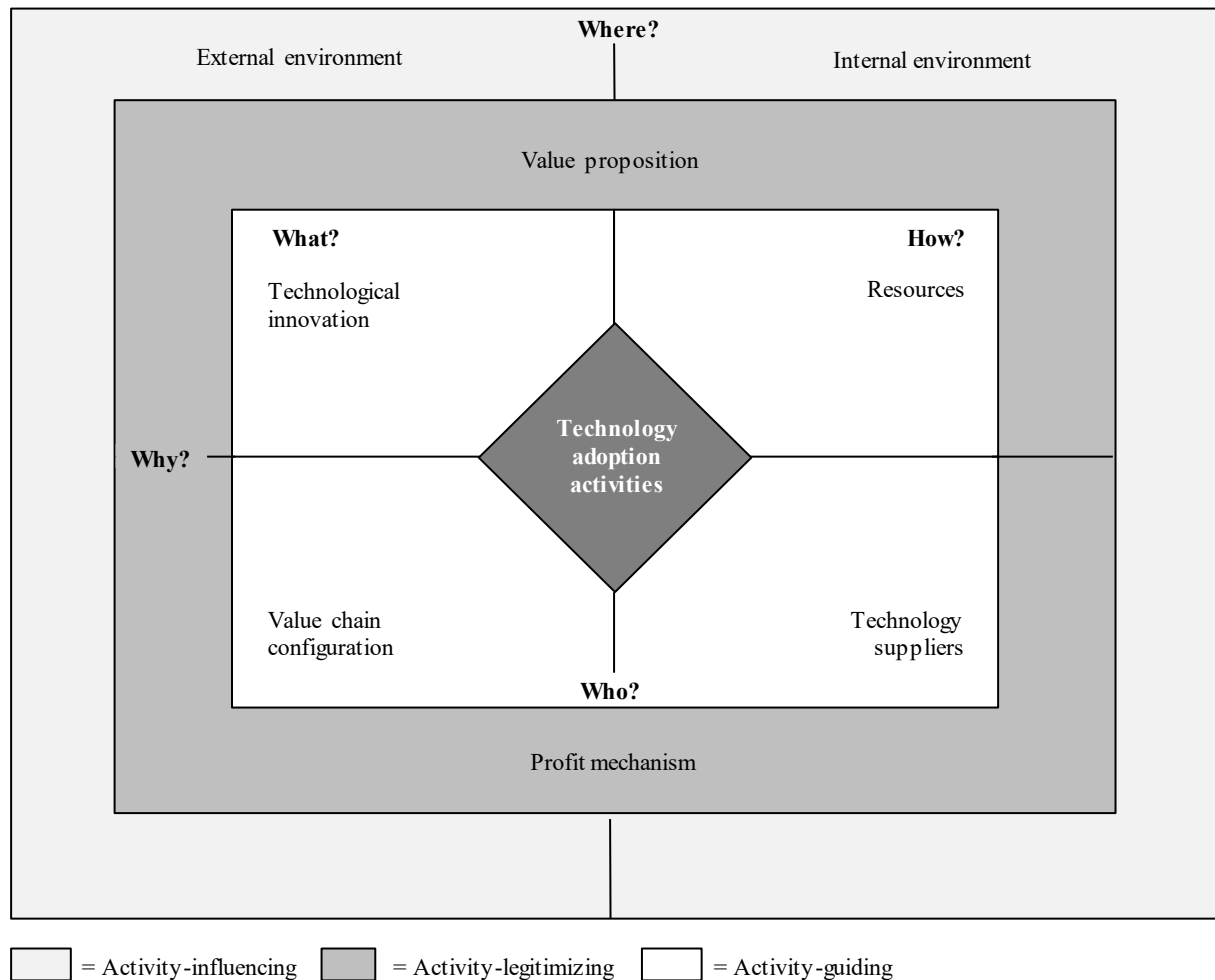 Where?
External environment
Internal environment
Value proposition
What?
How?
Technological
innovation
Resources
Technology
adoption
activities
Why?
Value chain
configuration
Technology
suppliers
Who?
Profit mechanism
= Activity-influencing
= Activity-legitimizing
= Activity-guiding